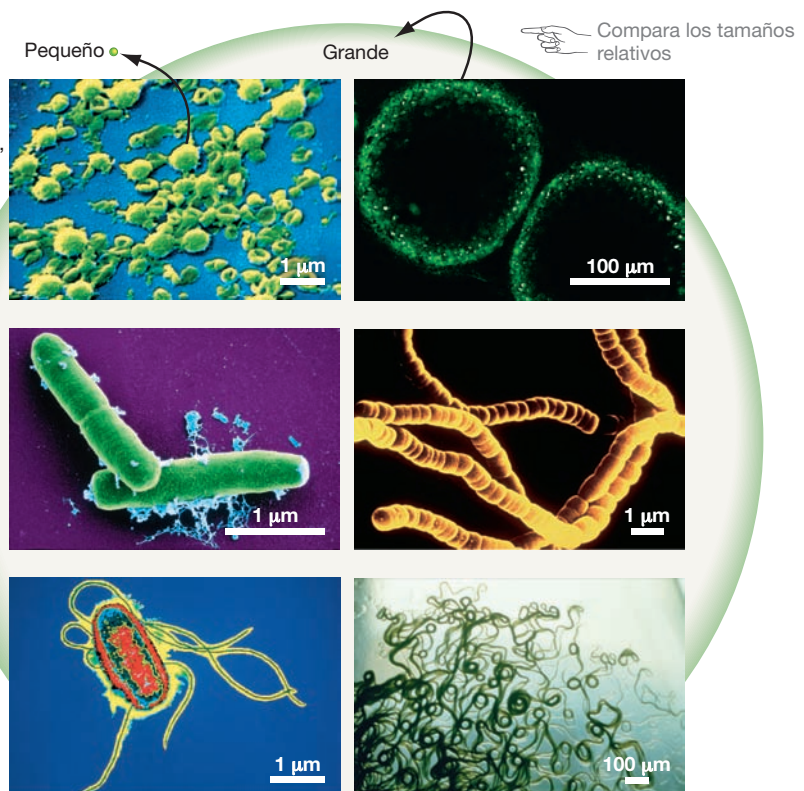 Pequeño
Grande
Compara los tamaños
relativos
1 µm
100 µm
1 µm
1 µm
1 µm
100 µm